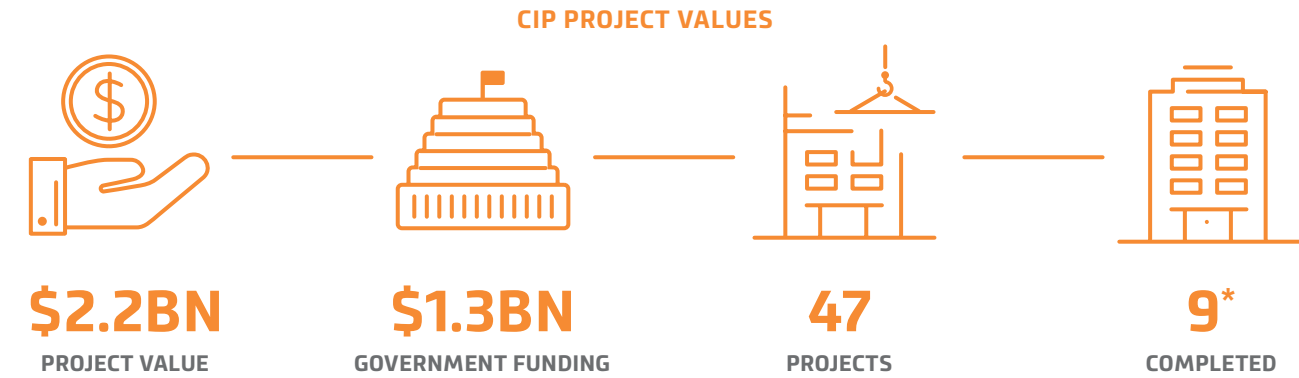 CIP PROJECT VALUES
$
$2.2BN
PROJECT VALUE
$1.3BN
GOVERNMENT FUNDING
47
PROJECTS
9*
COMPLETED